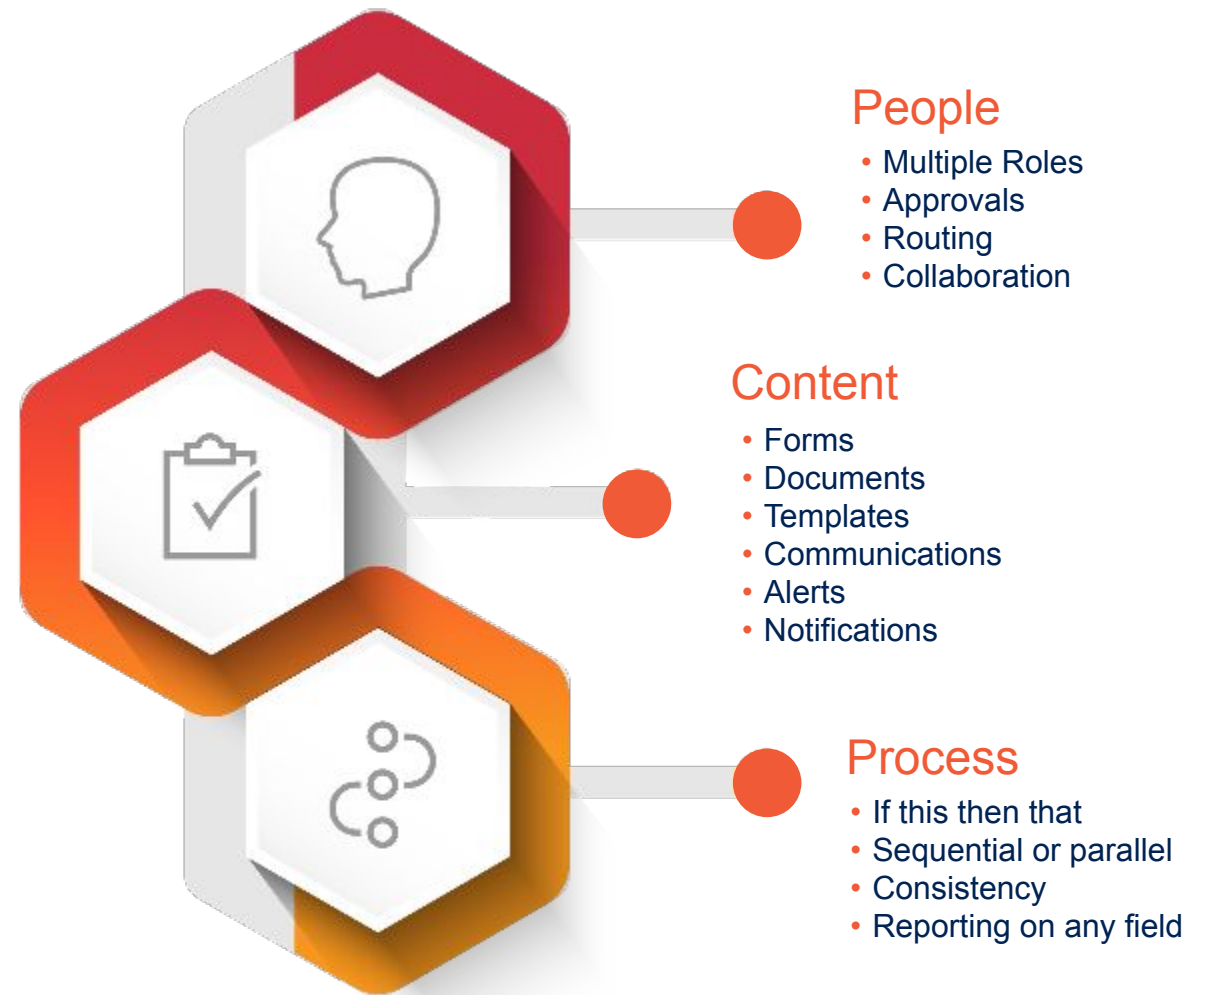 People
• Multiple Roles
• Approvals
• Routing
• Collaboration
Content
• Forms
• Documents
• Templates
• Communications
• Alerts
• Notifications
Process
• If this then that
• Sequential or parallel
• Consistency
• Reporting on any field